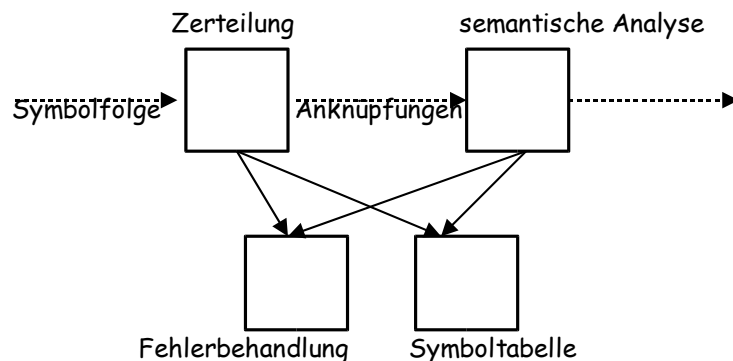 Zerteilung
semantische Analyse
Symbolfolge
Anknüpfungen
Fehlerbehandlung
Symboltabelle